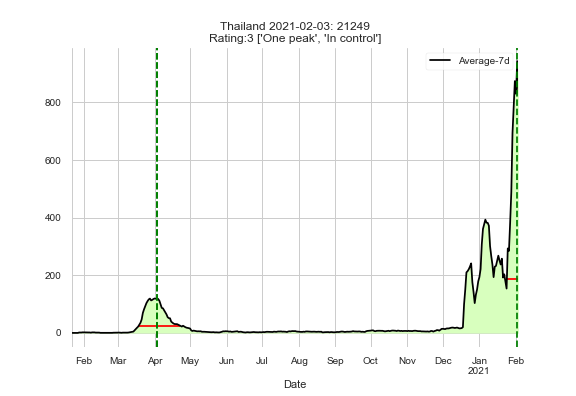 Thailand 2021-02-03: 21249
Rating:3 ['One peak', 'In control']
Average-7d
800
600
400
200
0
Feb Mar Apr May Jun Jul Aug Sep Oct Nov Dec Jan Feb
2021
Date